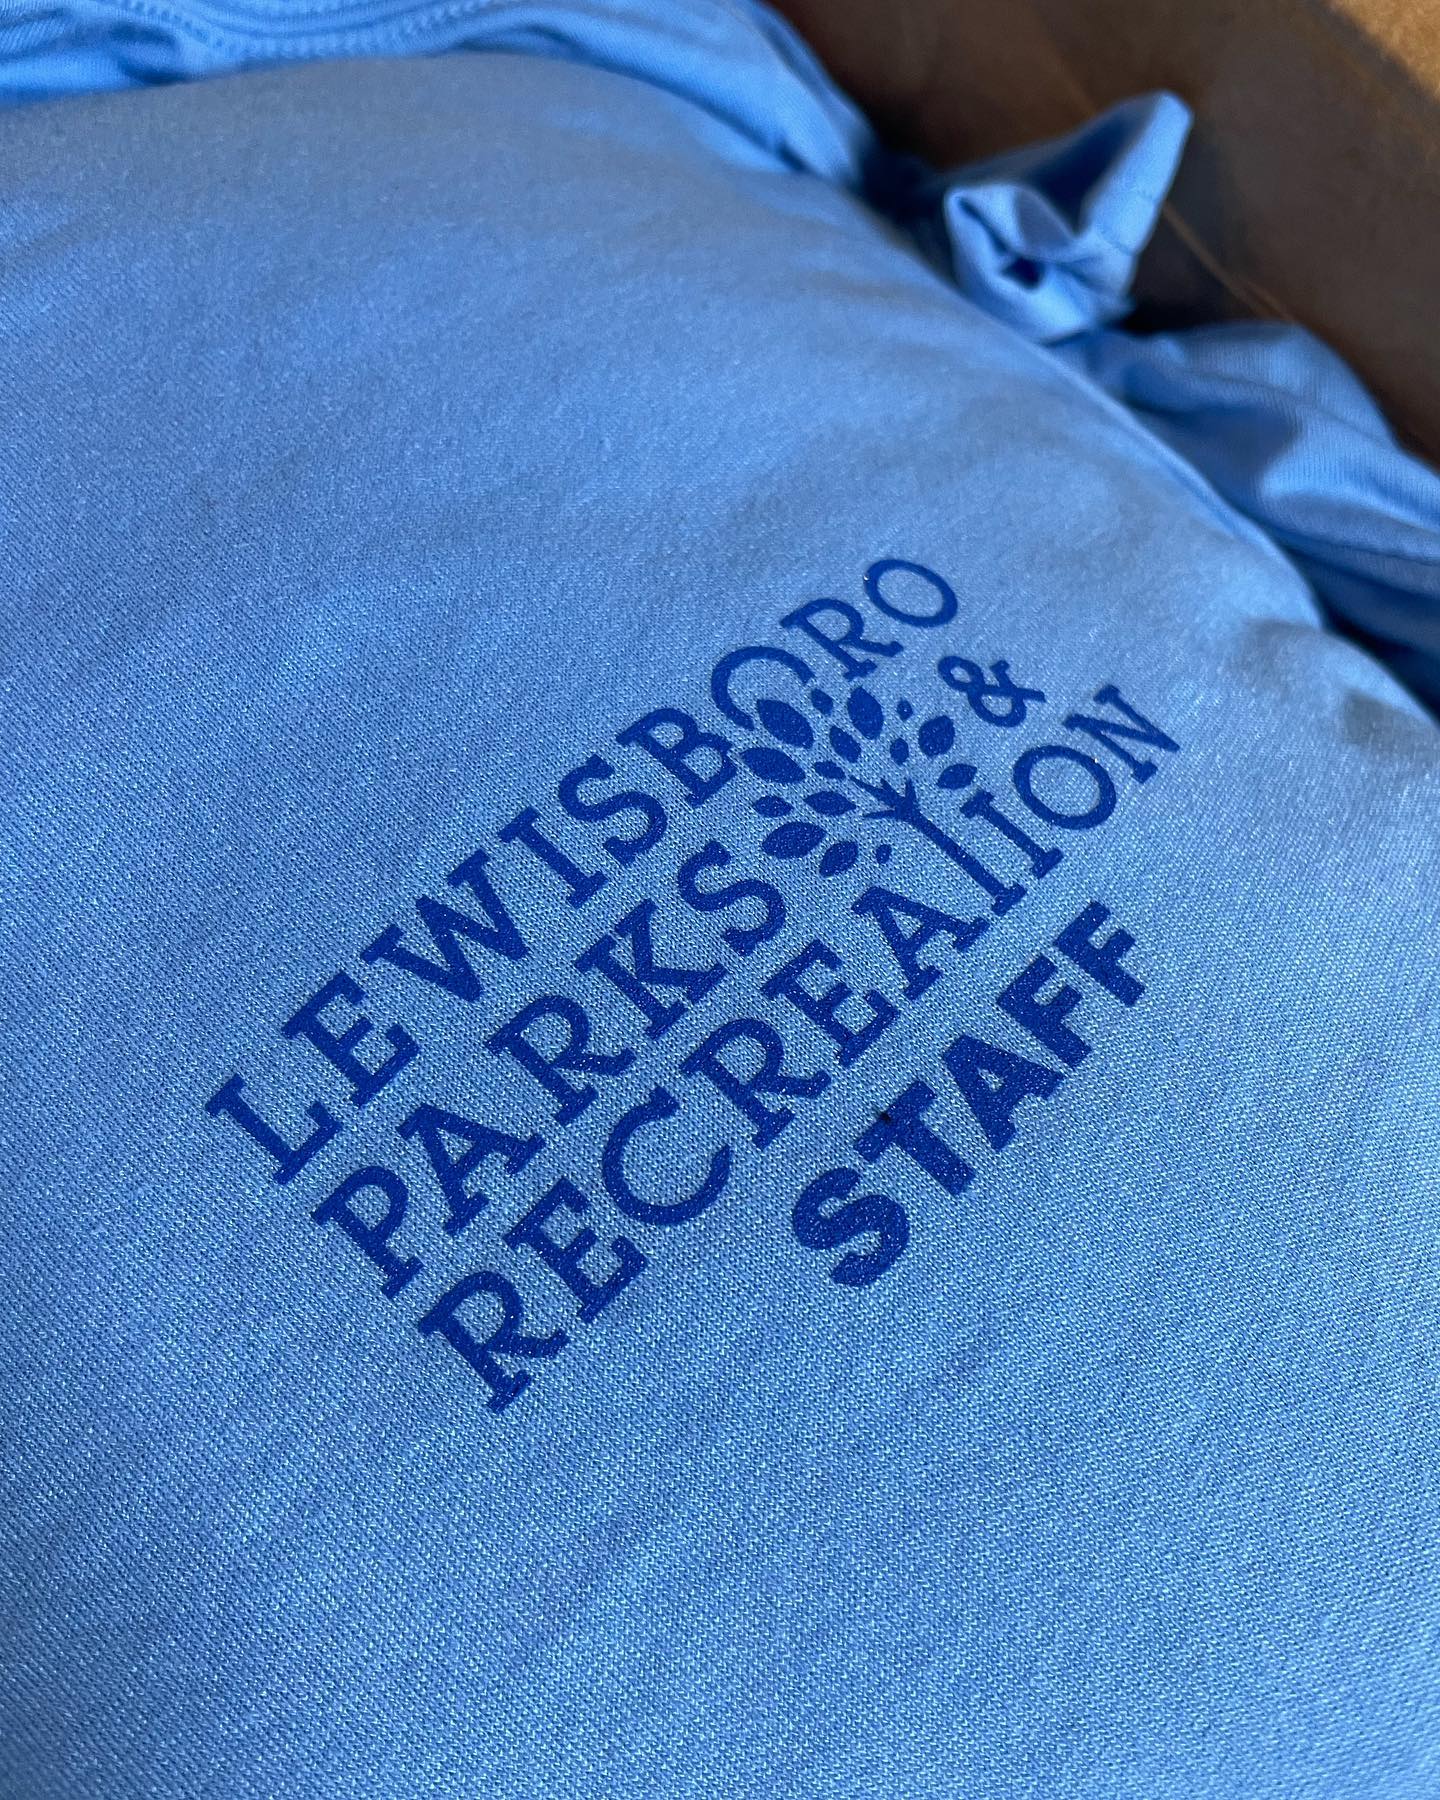 LEWISBORO
PARKS &
RECREATION
STAFF